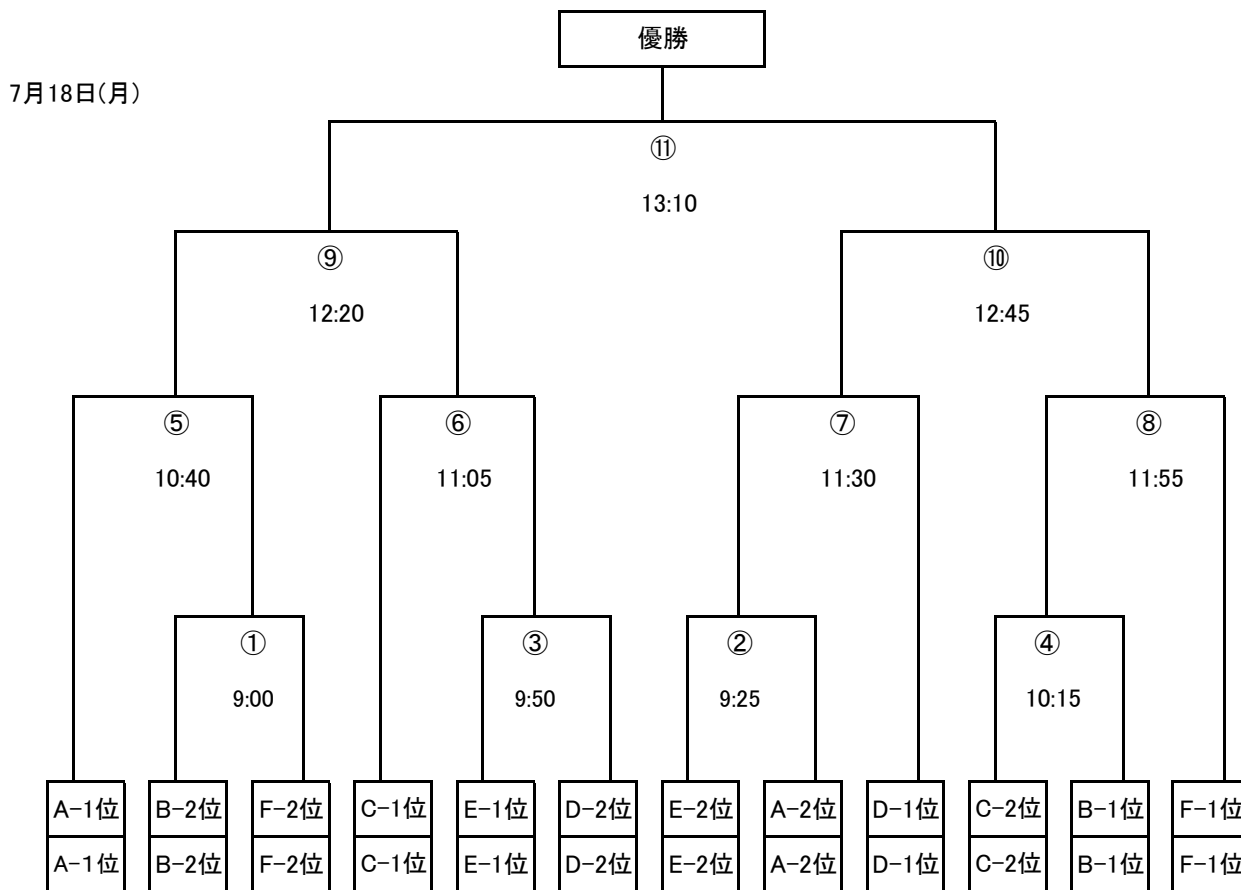 優勝
7月18日(月)
⑪
13:10
⑨ ⑩
12:20 12:45
⑤ ⑥ ⑦ ⑧
10:40 11:05 11:30 11:55
① ③ ② ④
9:00 9:50 9:25 10:15
A-1位 B-2位 F-2位 C-1位 E-1位 D-2位 E-2位 A-2位 D-1位 C-2位 B-1位 F-1位
A-1位 B-2位 F-2位 C-1位 E-1位 D-2位 E-2位 A-2位 D-1位 C-2位 B-1位 F-1位